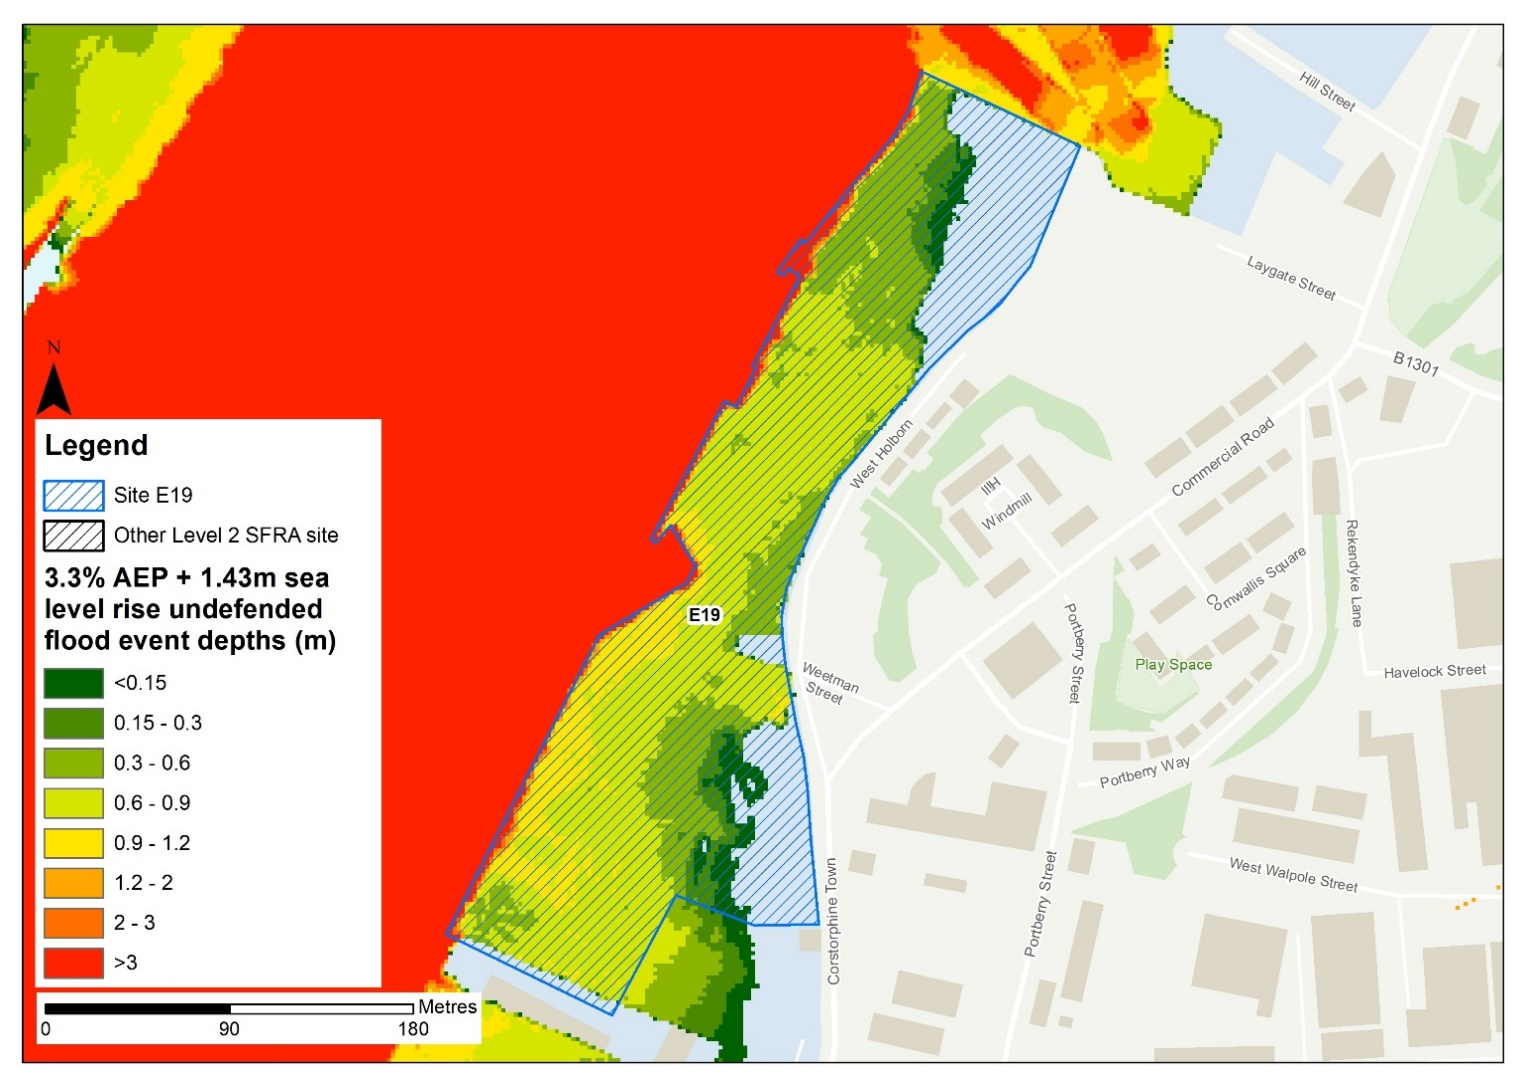 Hill Street
Laygate Street
B1301
N
Legend
Site E19
Other Level 2 SFRA site
3.3% AEP + 1.43m sea
level rise undefended
flood event depths (m)
<0.15
0.15 - 0.3
0.3 - 0.6
0.6 - 0.9
0.9 - 1.2
1.2 - 2
2 - 3
>3
Metres
0 90 180
E19
West Holborn
Windmill
Hill
Commercial Road
Cornwallis Square
Rekendyke Lane
Portberry Street
Play Space
Havelock Street
Weetman
Street
Portberry Way
West Walpole Street
Portberry Street
Corstorphine Town